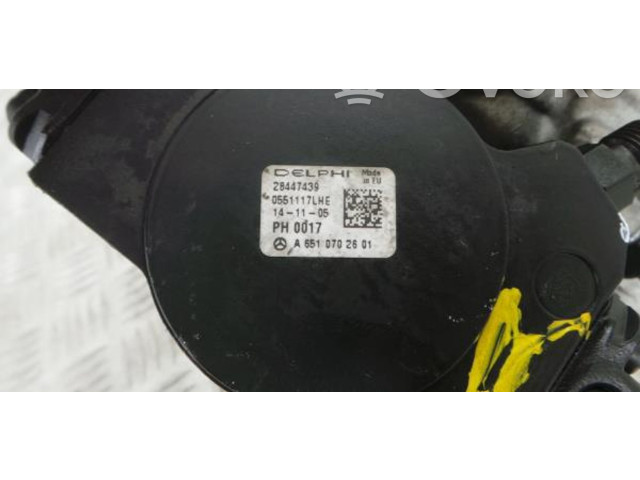 DELPHI Made in EU
28447439
0551117LHE
14-11-05
PH 0017
A 651 070 26 01